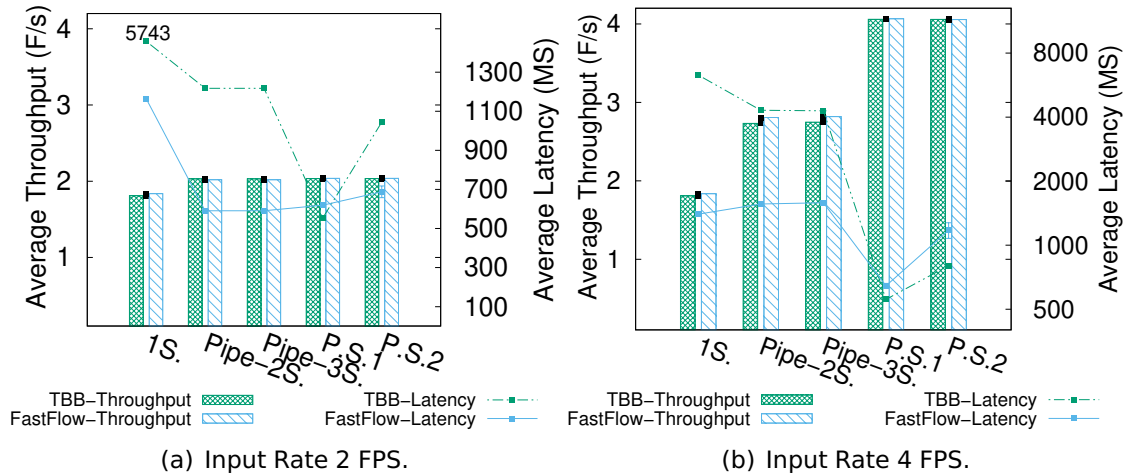 Average Throughput (F/s)
4
3
2
1
5743
1300
1100
900
700
500
300
100
Average Latency (MS)
1S.
Pipe−2S.
Pipe−3S.
P.S.1
P.S.2
TBB−Throughput
FastFlow−Throughput
TBB−Latency
FastFlow−Latency
(a) Input Rate 2 FPS.
Average Throughput (F/s)
4
3
2
1
8000
4000
2000
1000
500
Average Latency (MS)
1S.
Pipe−2S.
Pipe−3S.
P.S.1
P.S.2
TBB−Throughput
FastFlow−Throughput
TBB−Latency
FastFlow−Latency
(b) Input Rate 4 FPS.